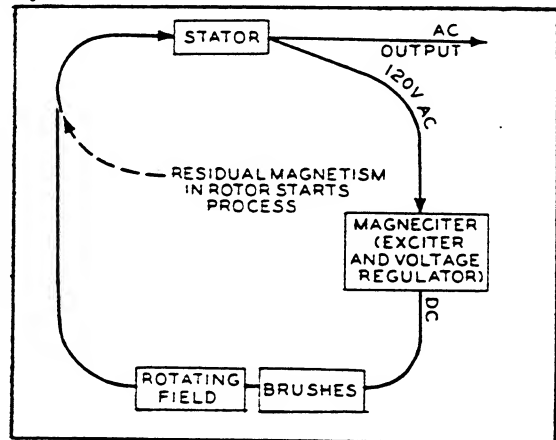 STATOR
AC
OUTPUT
120V AC
RESIDUAL MAGNETISM
IN ROTOR STARTS
PROCESS
MAGNECITER
(EXCITER
AND VOLTAGE
REGULATOR)
DC
ROTATING
FIELD
BRUSHES